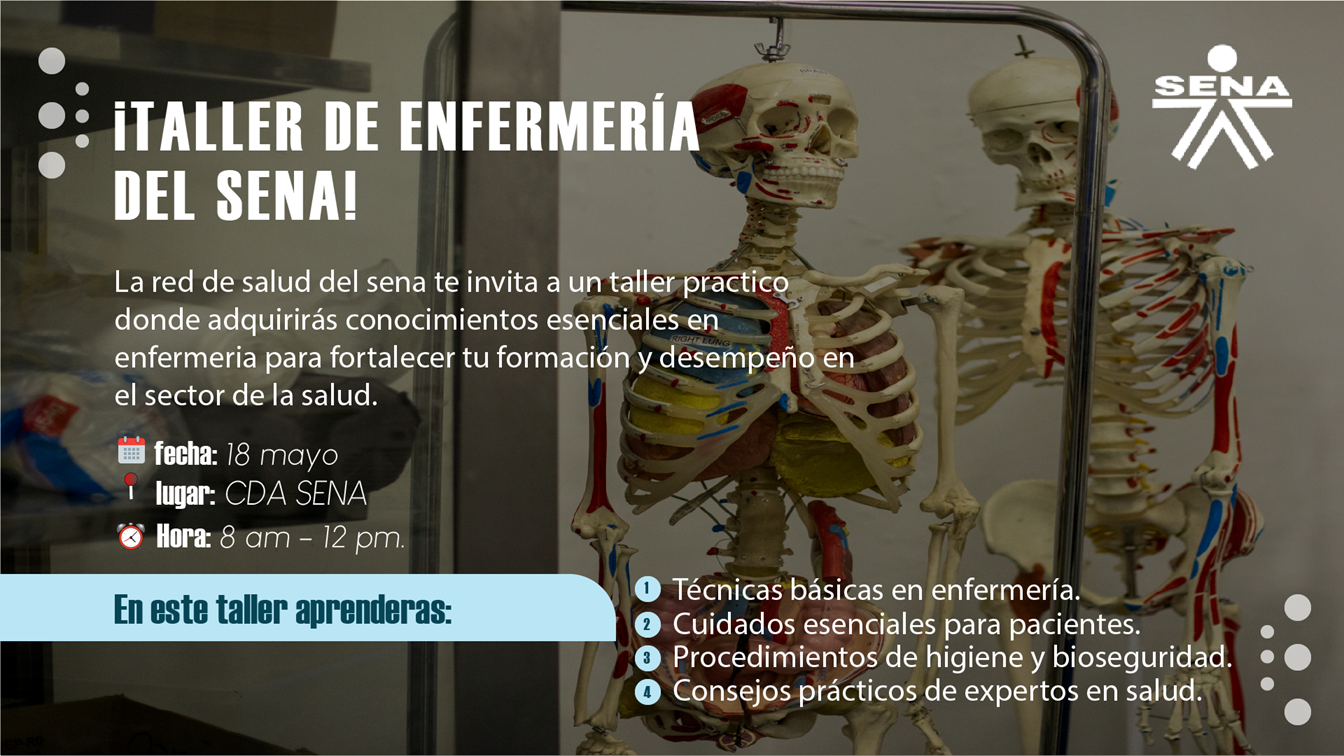 ¡TALLER DE ENFERMERÍA
DEL SENA!
SENA
La red de salud del sena te invita a un taller practico
donde adquirirás conocimientos esenciales en
enfermeria para fortalecer tu formación y desempeño en
el sector de la salud.
fecha: 18 mayo
lugar: CDA SENA
Hora: 8 am - 12 pm.
En este taller aprenderas:
1 Técnicas básicas en enfermería.
2 Cuidados esenciales para pacientes.
3 Procedimientos de higiene y bioseguridad.
4 Consejos prácticos de expertos en salud.
RIGHT LUNG